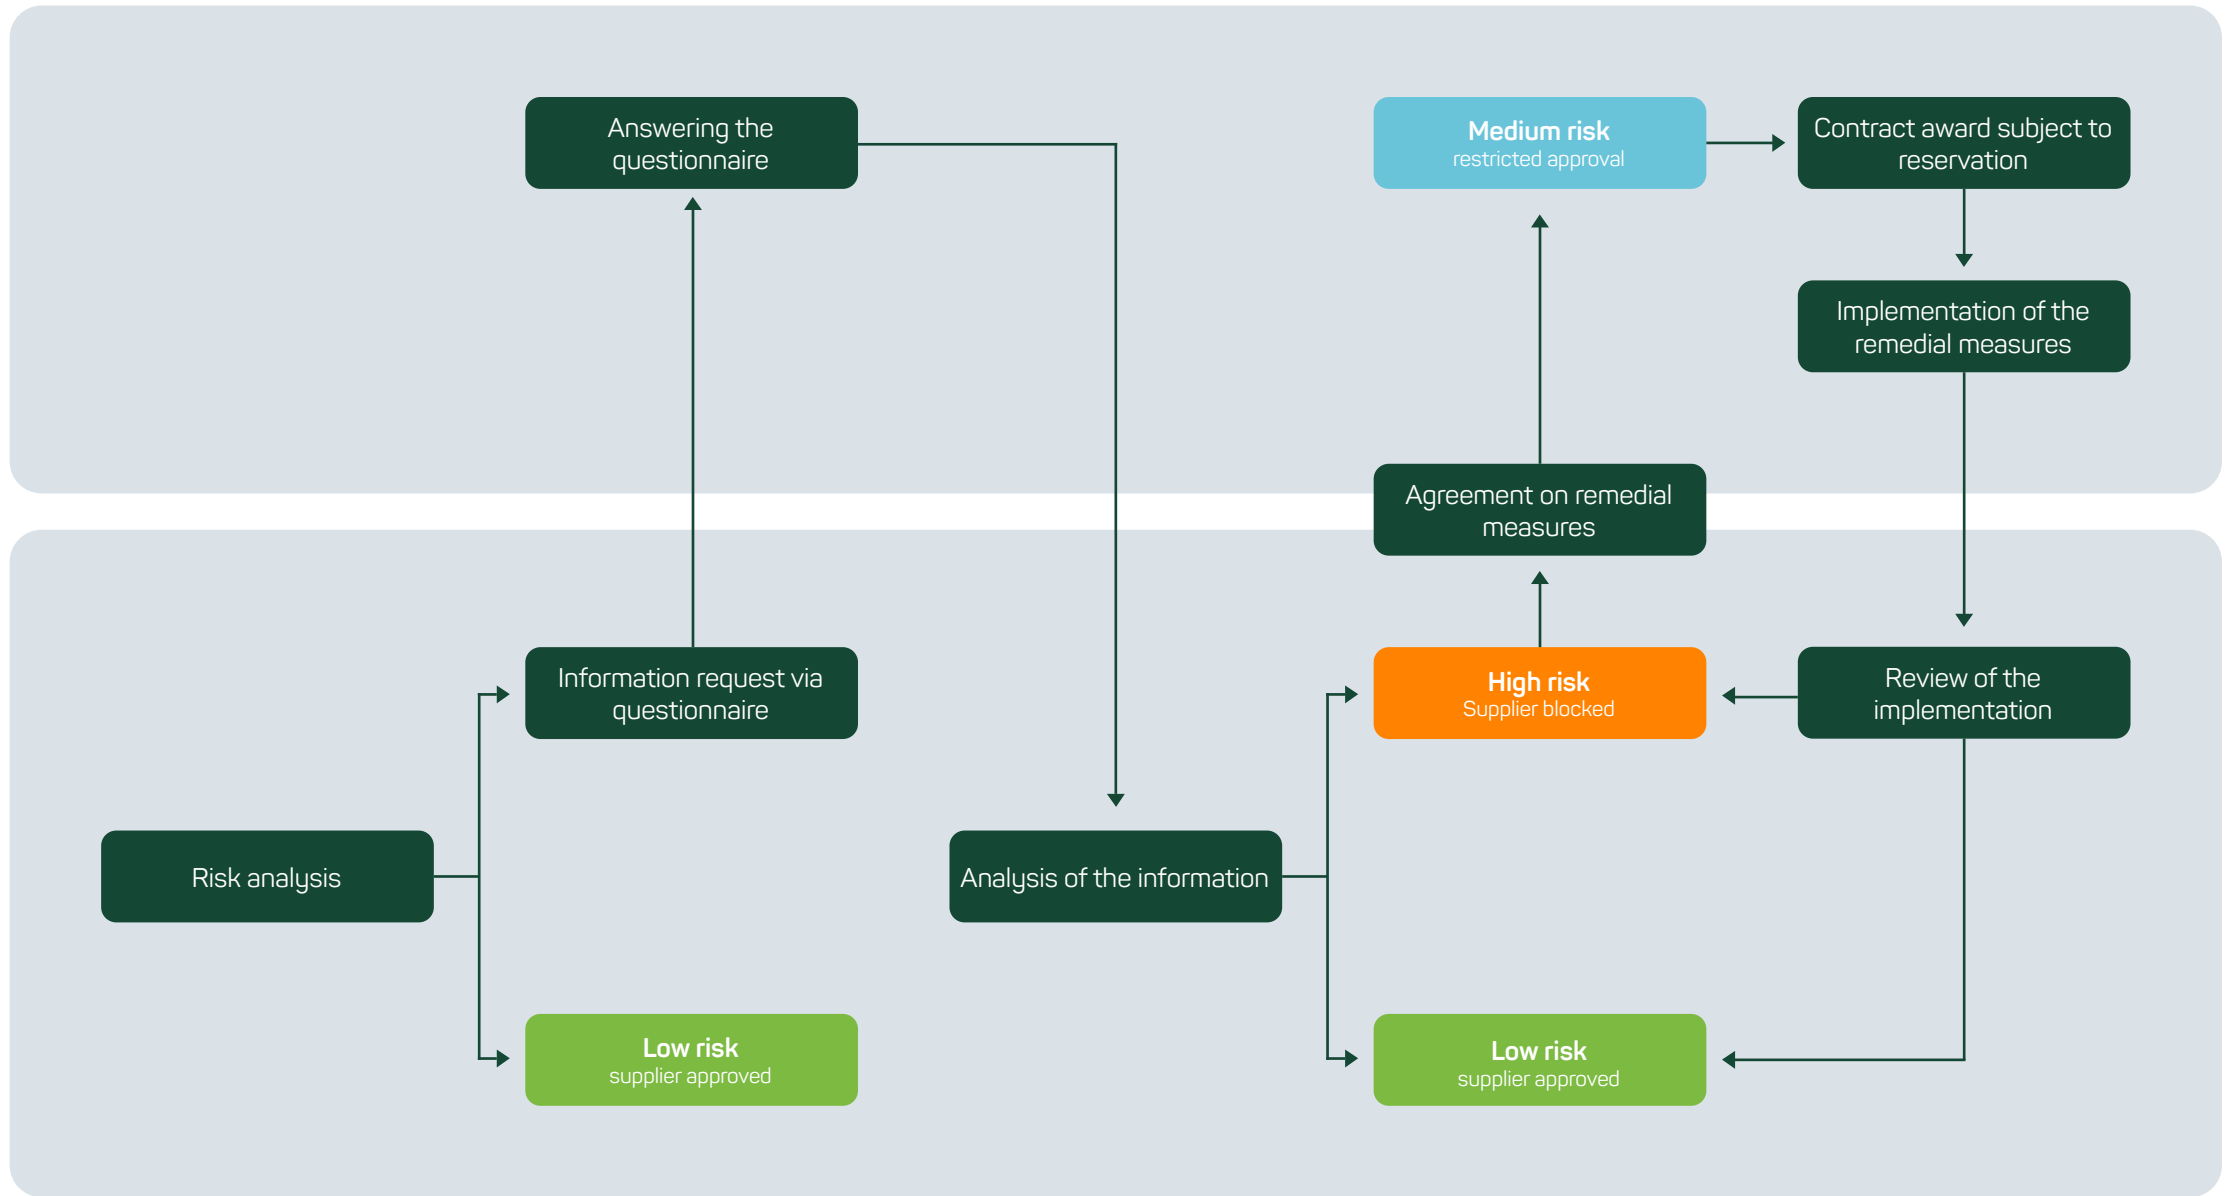 Answering the
questionnaire
Medium risk
restricted approval
Contract award subject to
reservation
Implementation of the
remedial measures
Agreement on remedial
measures
Information request via
questionnaire
High risk
Supplier blocked
Review of the
implementation
Risk analysis
Analysis of the information
Low risk
supplier approved
Low risk
supplier approved